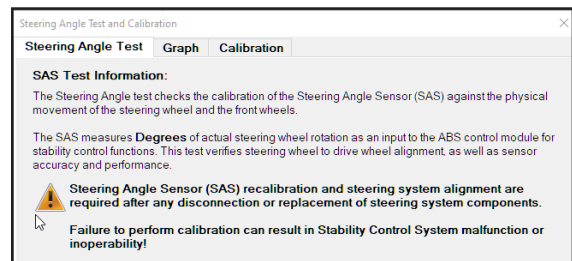 Steering Angle Test and Calibration
Steering Angle Test Graph Calibration
SAS Test Information:
The Steering Angle test checks the calibration of the Steering Angle Sensor (SAS) against the physical
movement of the steering wheel and the front wheels.
The SAS measures Degrees of actual steering wheel rotation as an input to the ABS control module for
stability control functions. This test verifies steering wheel to drive wheel alignment, as well as sensor
accuracy and performance.
Steering Angle Sensor (SAS) recalibration and steering system alignment are
required after any disconnection or replacement of steering system components.
Failure to perform calibration can result in Stability Control System malfunction or
inoperability!